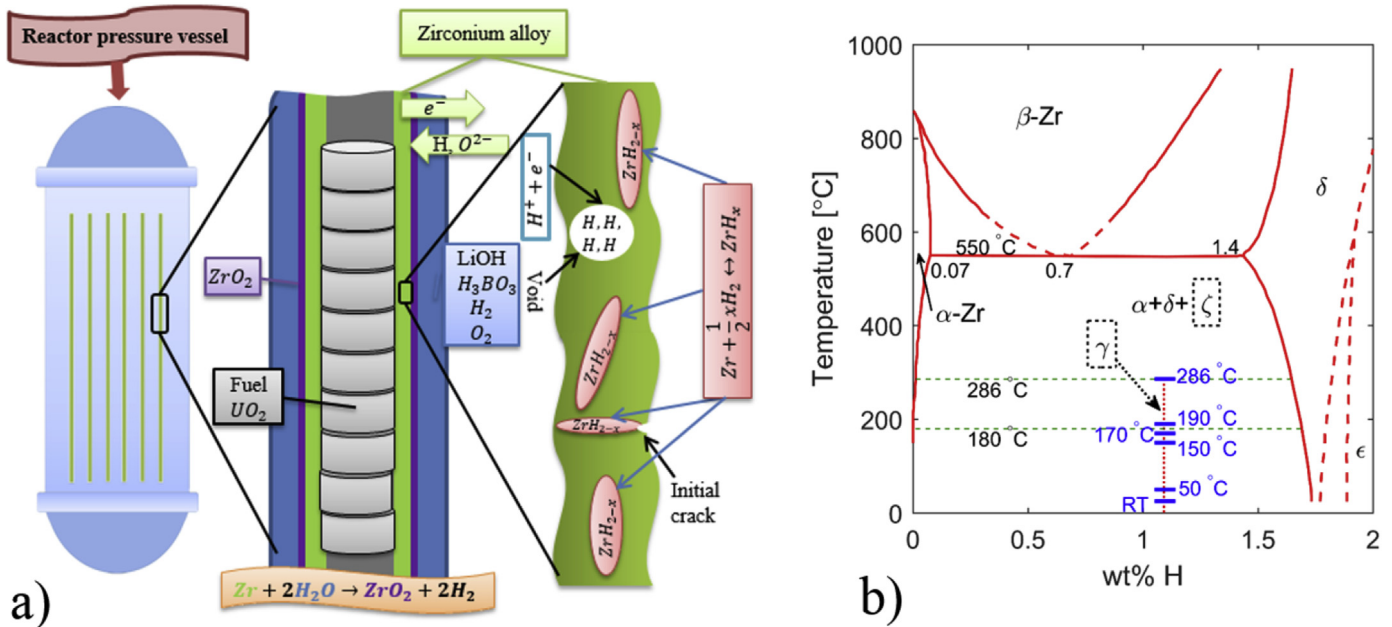 Reactor pressure vessel
Zirconium alloy
e⁻
H, O²⁻
ZrO₂
Fuel
UO₂
LiOH
H₃BO₃
H₂
O₂
H⁺ + e⁻
H, H,
H, H
Void
ZrH₂₋ₓ
ZrH₂₋ₓ
ZrH₂₋ₓ
ZrH₂₋ₓ
Zr + 1/2 xH₂ ↔ ZrHₓ
Initial
crack
Zr + 2H₂O → ZrO₂ + 2H₂
a)
Temperature [°C]
1000
800
600
400
200
0
β-Zr
δ
550 °C
0.07
0.7
1.4
α-Zr
α+δ+ ζ
γ
ϵ
286 °C
286 °C
190 °C
170 °C
180 °C
150 °C
50 °C
RT
0
0.5
1
1.5
2
wt% H
b)